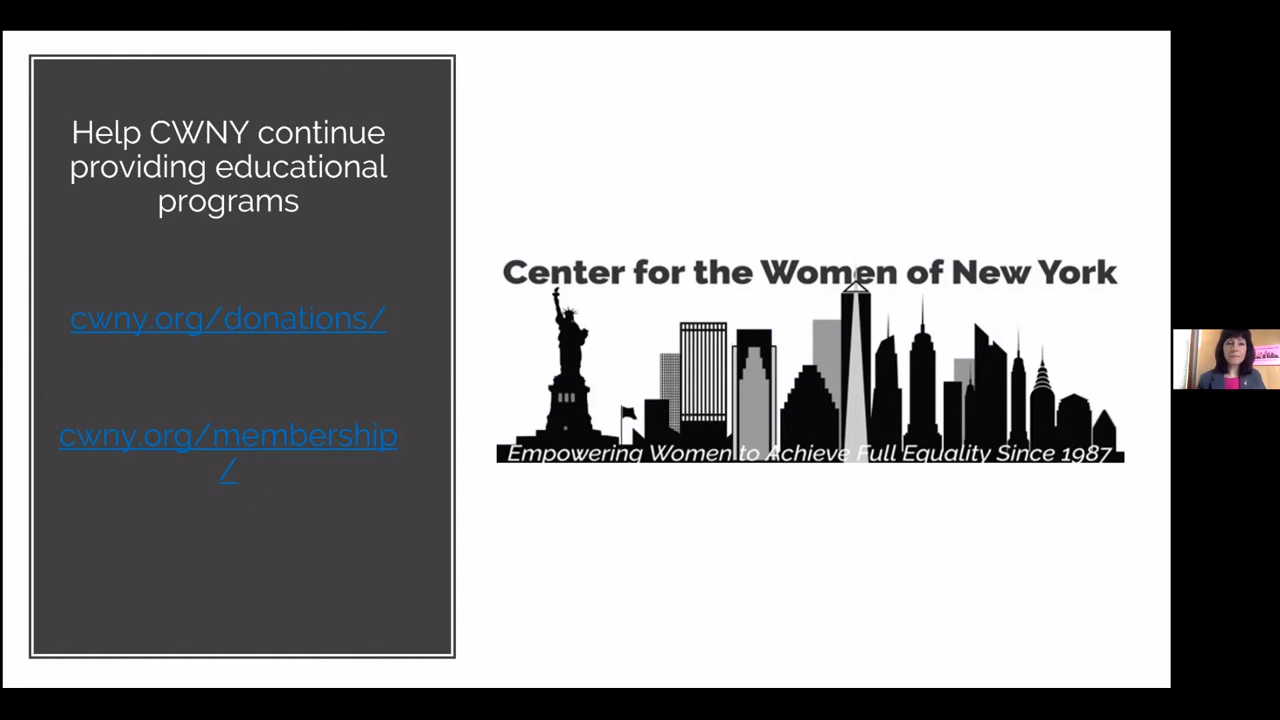 Help CWNY continue
providing educational
programs
cwny.org/donations/
cwny.org/membership
/
Center for the Women of New York
Empowering Women to Achieve Full Equality Since 1987